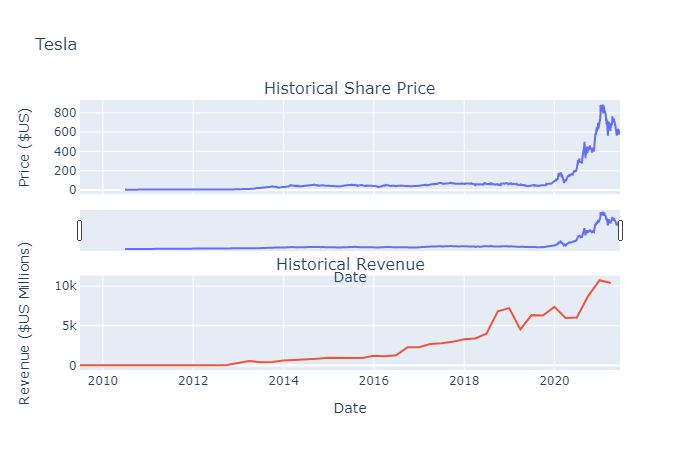 Tesla
Historical Share Price
Price ($US)
800
600
400
200
0
Historical Revenue
Date
Revenue ($US Millions)
10k
5k
0
2010 2012 2014 2016 2018 2020
Date